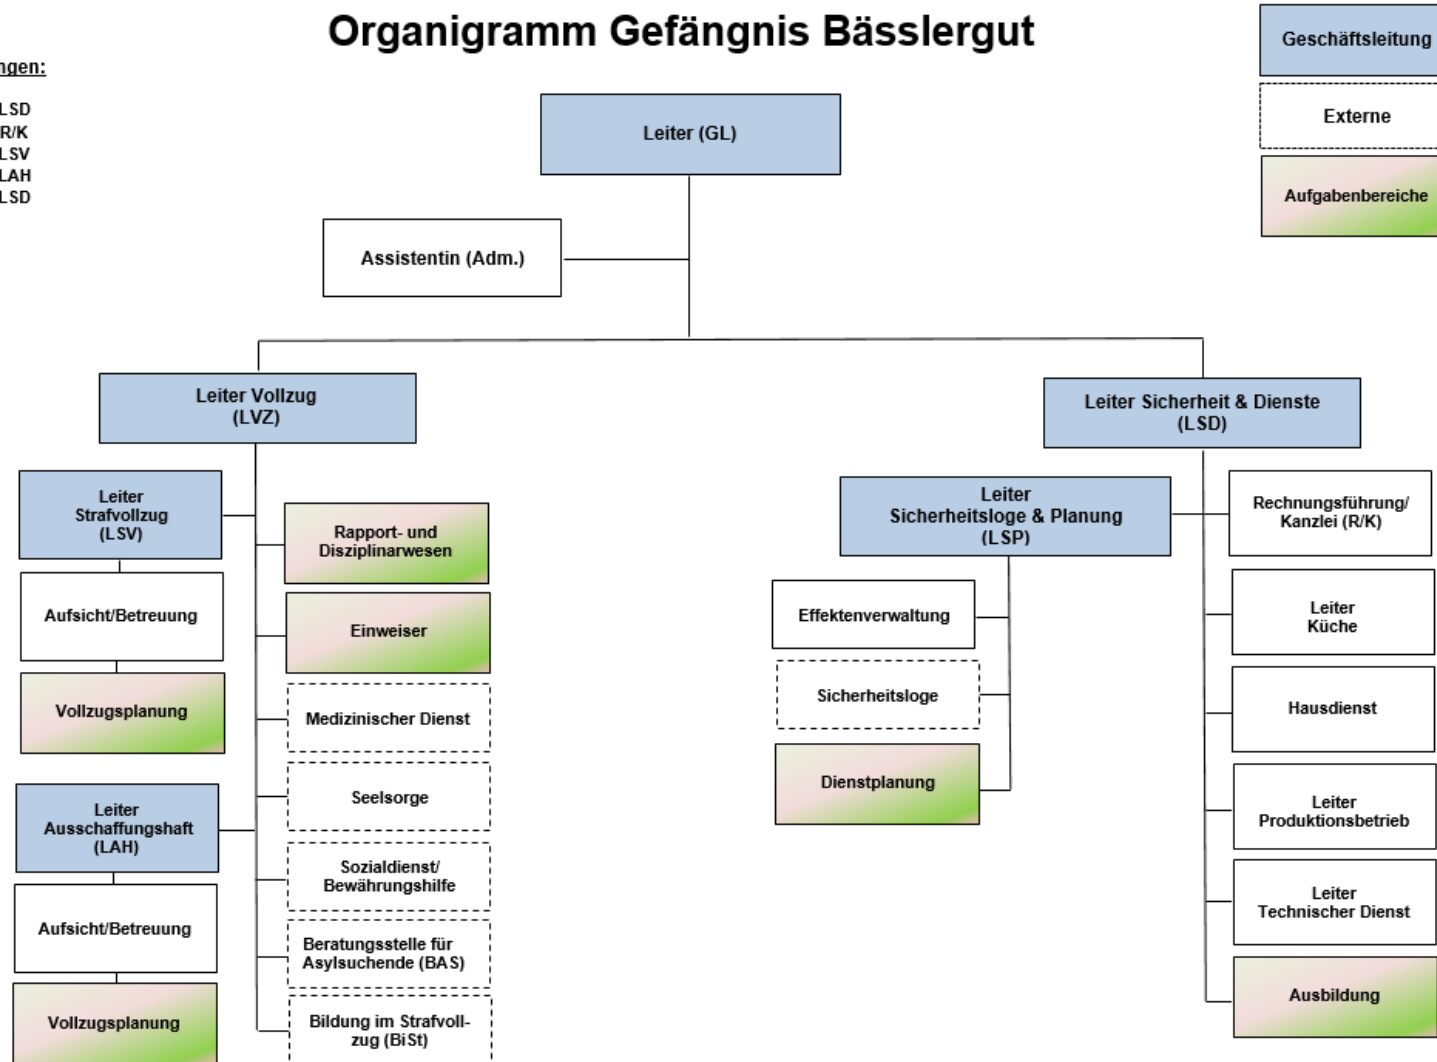 Organigramm Gefängnis Bässlergut
ngen:
LSD
R/K
LSV
LAH
LSD
Geschäftsleitung
Externe
Aufgabenbereiche
Leiter (GL)
Assistentin (Adm.)
Leiter Vollzug
(LVZ)
Leiter
Strafvollzug
(LSV)
Aufsicht/Betreuung
Vollzugsplanung
Leiter
Ausschaffungshaft
(LAH)
Aufsicht/Betreuung
Vollzugsplanung
Rapport- und
Disziplinarwesen
Einweiser
Medizinischer Dienst
Seelsorge
Sozialdienst/
Bewährungshilfe
Beratungsstelle für
Asylsuchende (BAS)
Bildung im Strafvoll-
zug (BiSt)
Leiter Sicherheit & Dienste
(LSD)
Leiter
Sicherheitsloge & Planung
(LSP)
Effektenverwaltung
Sicherheitsloge
Dienstplanung
Rechnungsführung/
Kanzlei (R/K)
Leiter
Küche
Hausdienst
Leiter
Produktionsbetrieb
Leiter
Technischer Dienst
Ausbildung